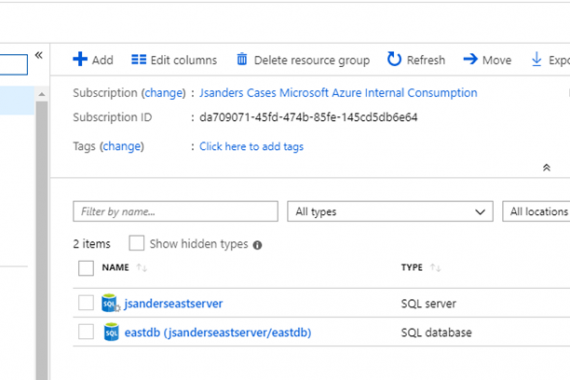 « Add Edit columns Delete resource group Refresh Move
Subscription (change) : Jsanders Cases Microsoft Azure Internal Consumption
Subscription ID : da709071-45fd-474b-85fe-145cd5db6e64
Tags (change) : Click here to add tags
Filter by name... All types All locations
2 items Show hidden types
NAME TYPE
jsanderseastserver SQL server
eastdb (jsanderseastserver/eastdb) SQL database